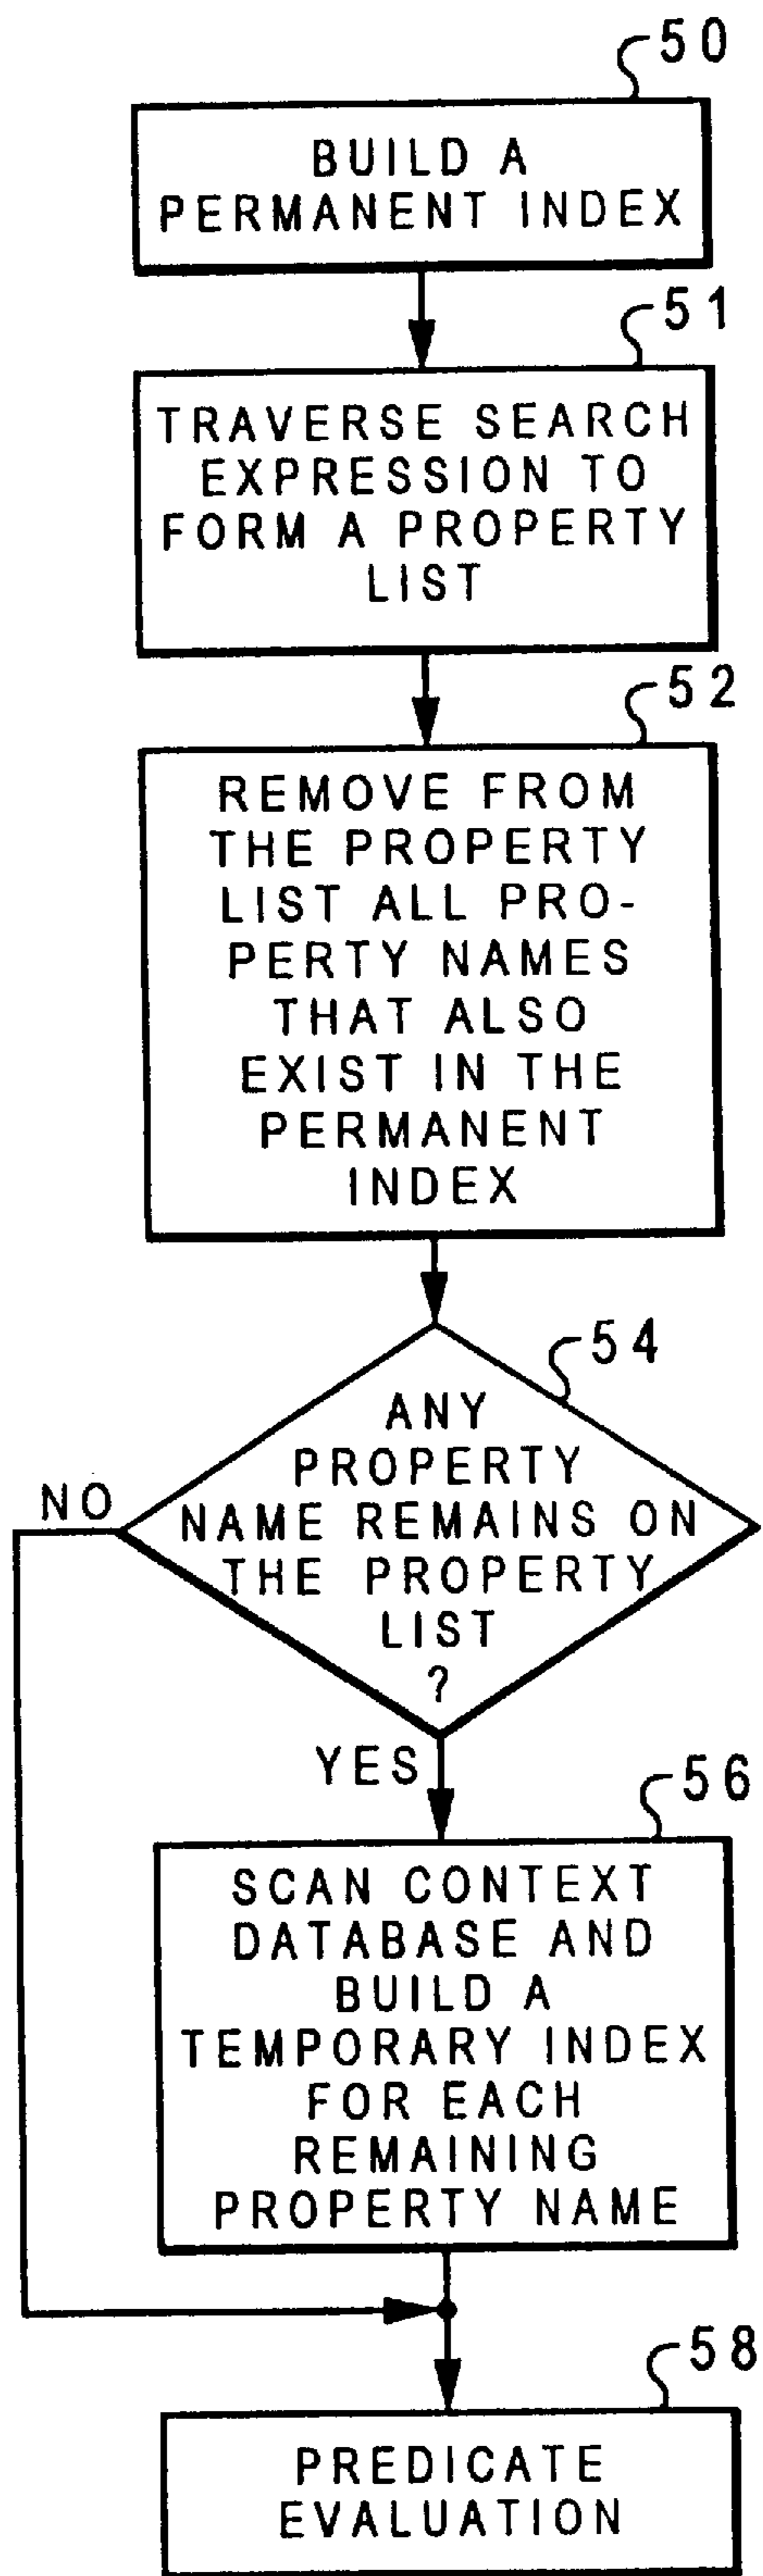 50
BUILD A
PERMANENT INDEX
51
TRAVERSE SEARCH
EXPRESSION TO
FORM A PROPERTY
LIST
52
REMOVE FROM
THE PROPERTY
LIST ALL PRO-
PERTY NAMES
THAT ALSO
EXIST IN THE
PERMANENT
INDEX
54
ANY
PROPERTY
NAME REMAINS ON
THE PROPERTY
LIST
?
NO
YES
56
SCAN CONTEXT
DATABASE AND
BUILD A
TEMPORARY INDEX
FOR EACH
REMAINING
PROPERTY NAME
58
PREDICATE
EVALUATION